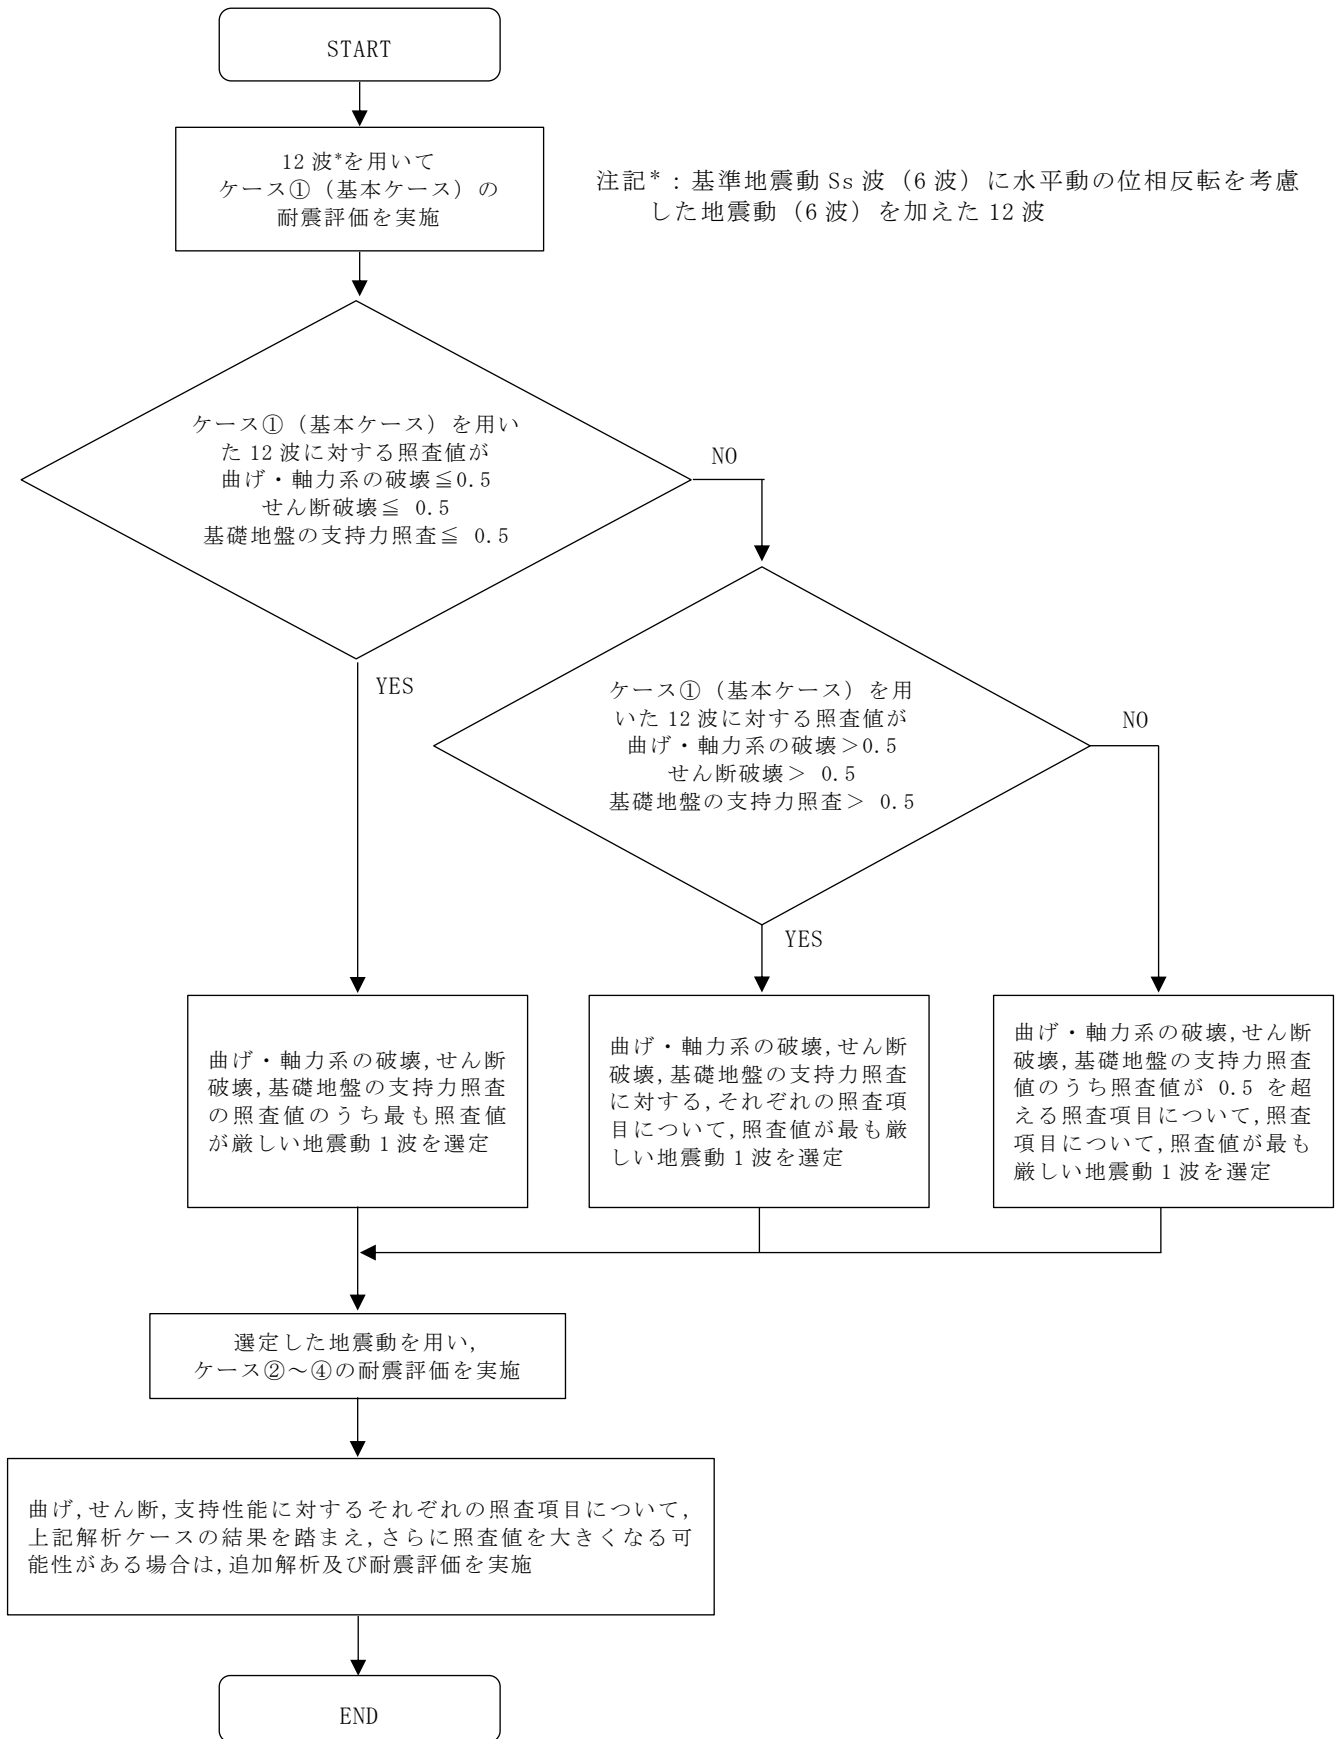 START
12 波*を用いて
ケース①（基本ケース）の
耐震評価を実施
注記*：基準地震動 Ss 波（6 波）に水平動の位相反転を考慮
した地震動（6 波）を加えた 12 波
ケース①（基本ケース）を用い
た 12 波に対する照査値が
曲げ・軸力系の破壊≦0.5
せん断破壊≦ 0.5
基礎地盤の支持力照査≦ 0.5
NO
YES
ケース①（基本ケース）を用
いた 12 波に対する照査値が
曲げ・軸力系の破壊＞0.5
せん断破壊＞ 0.5
基礎地盤の支持力照査＞ 0.5
NO
YES
曲げ・軸力系の破壊,せん断
破壊,基礎地盤の支持力照査
の照査値のうち最も照査値
が厳しい地震動 1 波を選定
曲げ・軸力系の破壊,せん断
破壊,基礎地盤の支持力照査
に対する,それぞれの照査項
目について,照査値が最も厳
しい地震動 1 波を選定
曲げ・軸力系の破壊,せん断
破壊,基礎地盤の支持力照査
値のうち照査値が 0.5 を超
える照査項目について,照査
項目について,照査値が最も
厳しい地震動 1 波を選定
選定した地震動を用い,
ケース②～④の耐震評価を実施
曲げ,せん断,支持性能に対するそれぞれの照査項目について,
上記解析ケースの結果を踏まえ,さらに照査値を大きくなる可
能性がある場合は,追加解析及び耐震評価を実施
END